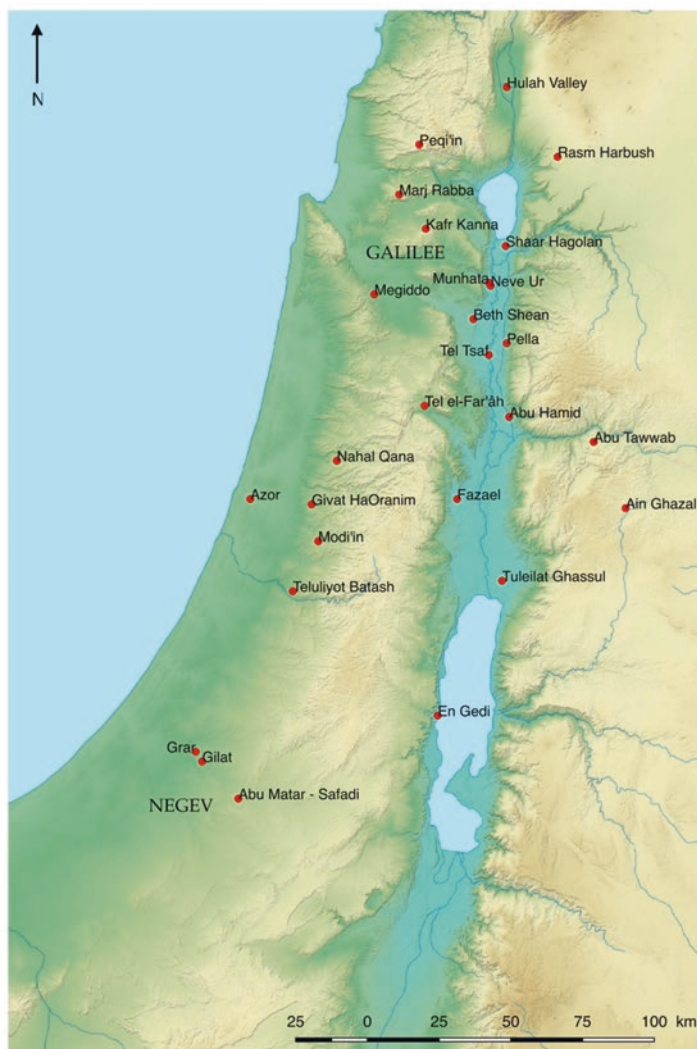 N
Hulah Valley
Peqi'in
Rasm Harbush
Marj Rabba
Kafr Kanna
Shaar Hagolan
GALILEE
Munhata
Neve Ur
Megiddo
Beth Shean
Pella
Tel Tsaf
Tel el-Far'âh
Abu Hamid
Abu Tawwab
Nahal Qana
Azor
Givat HaOranim
Fazael
Ain Ghazal
Modi'in
Tuleilat Ghassul
Teluliyot Batash
En Gedi
Grar
Gilat
Abu Matar - Safadi
NEGEV
25 0 25 50 75 100 km